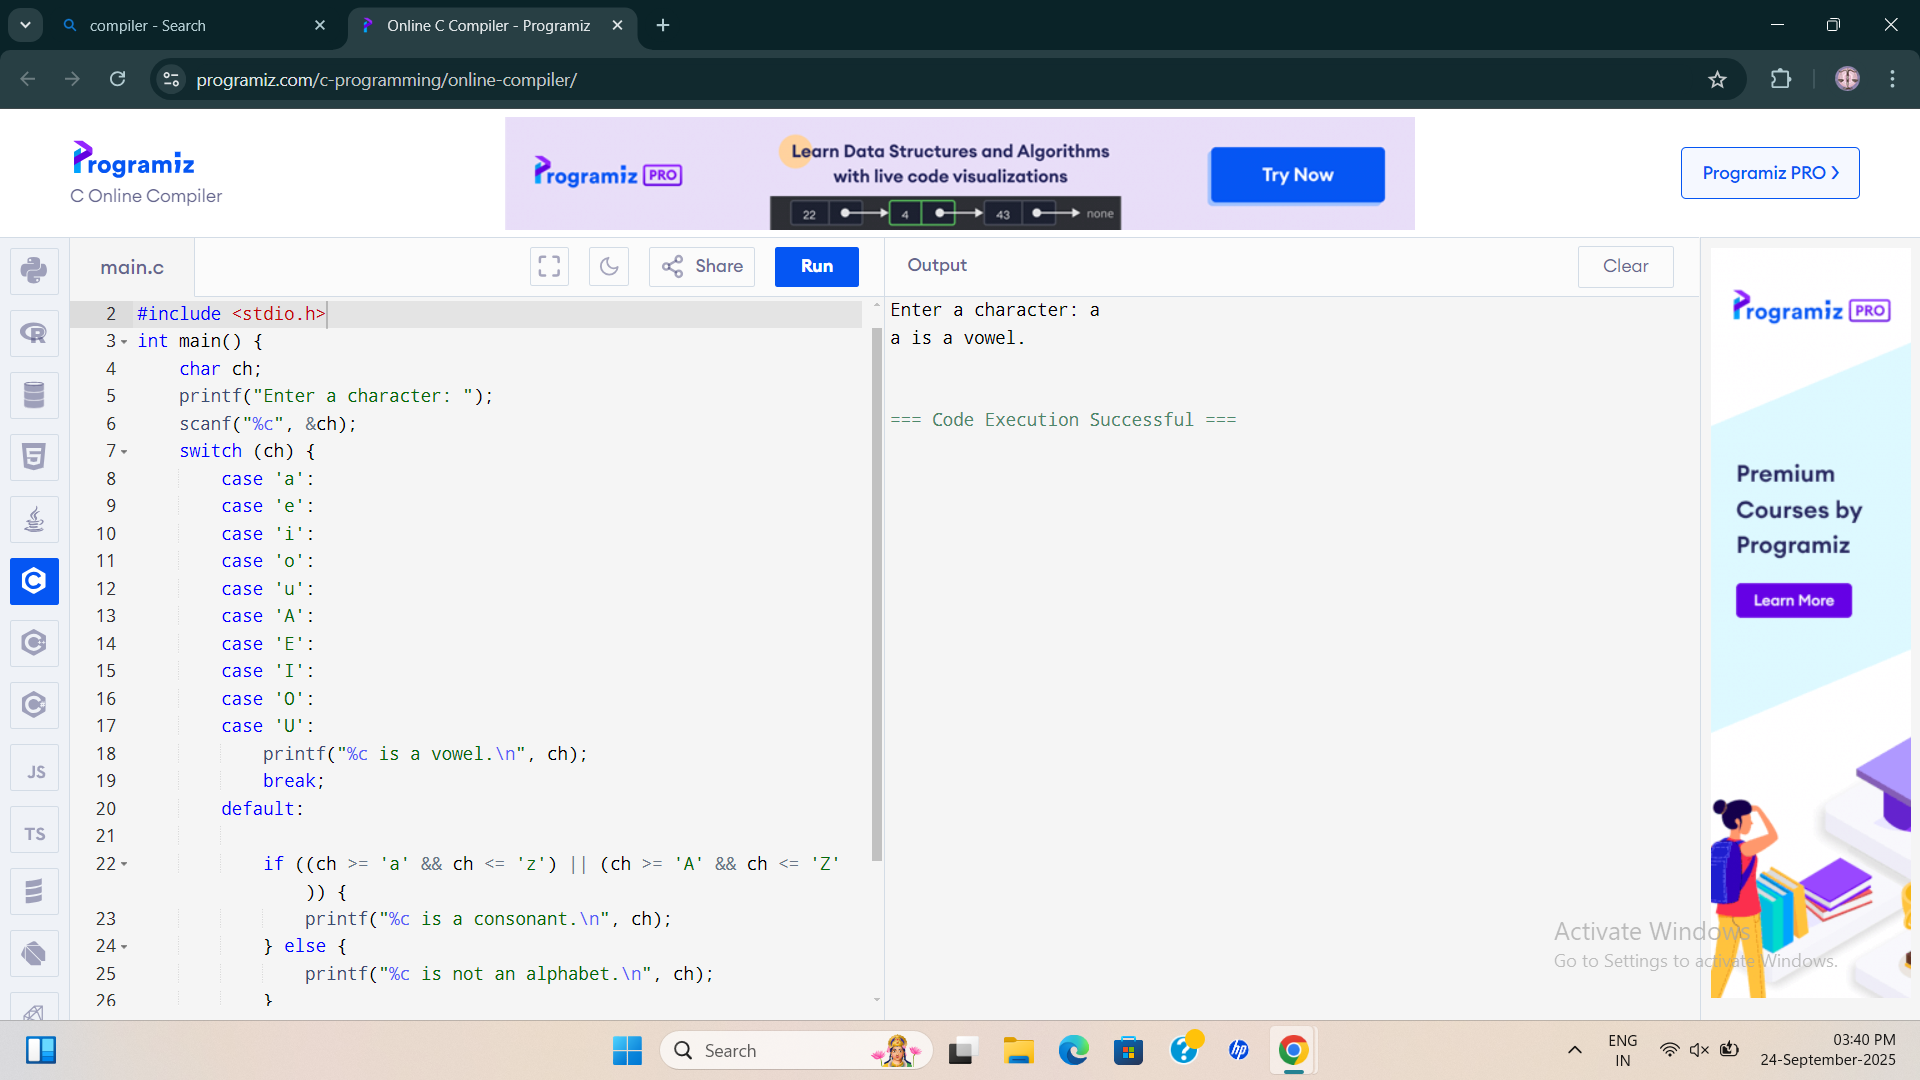 compiler - Search
Online C Compiler - Programiz
programiz.com/c-programming/online-compiler/
Programiz
C Online Compiler
Programiz PRO
Learn Data Structures and Algorithms
with live code visualizations
22 4 43 none
Try Now
Programiz PRO
main.c
Share
Run
Output
Clear
2 #include <stdio.h>
3 int main() {
4 char ch;
5 printf("Enter a character: ");
6 scanf("%c", &ch);
7 switch (ch) {
8 case 'a':
9 case 'e':
10 case 'i':
11 case 'o':
12 case 'u':
13 case 'A':
14 case 'E':
15 case 'I':
16 case 'O':
17 case 'U':
18 printf("%c is a vowel.\n", ch);
19 break;
20 default:
21
22 if ((ch >= 'a' && ch <= 'z') || (ch >= 'A' && ch <= 'Z'
)) {
23 printf("%c is a consonant.\n", ch);
24 } else {
25 printf("%c is not an alphabet.\n", ch);
26 }
Enter a character: a
a is a vowel.
=== Code Execution Successful ===
JS
TS
Programiz PRO
Premium
Courses by
Programiz
Learn More
Activate Windows
Go to Settings to activate Windows.
Search
hp
ENG
IN
03:40 PM
24-September-2025